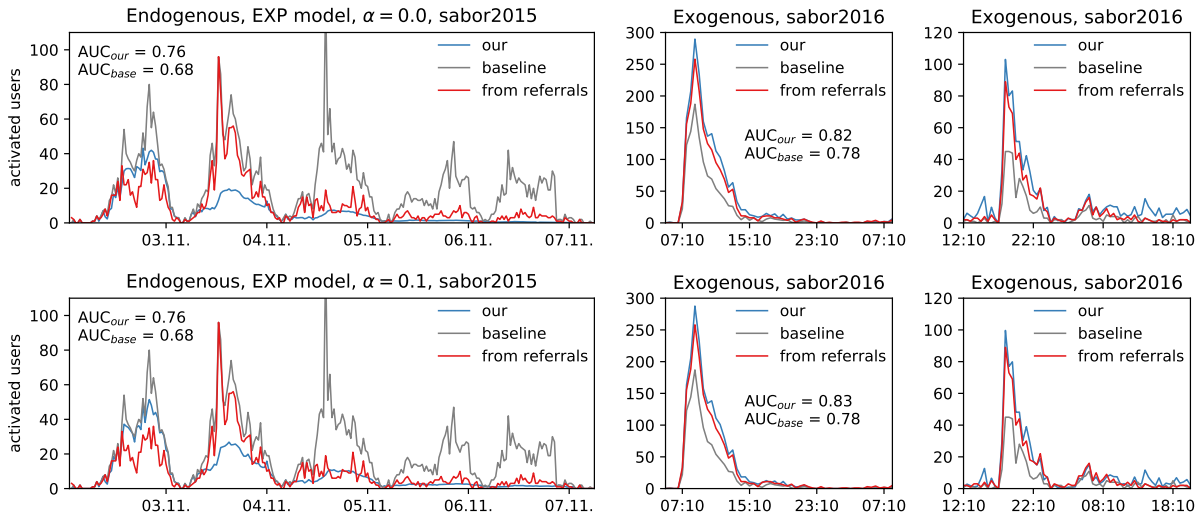 Endogenous, EXP model, α = 0.0, sabor2015
AUC_our = 0.76
AUC_base = 0.68
our
baseline
from referrals
activated users
100
80
60
40
20
0
03.11. 04.11. 05.11. 06.11. 07.11.
Exogenous, sabor2016
our
baseline
from referrals
AUC_our = 0.82
AUC_base = 0.78
300
250
200
150
100
50
0
07:10 15:10 23:10 07:10
Exogenous, sabor2016
our
baseline
from referrals
120
100
80
60
40
20
0
12:10 22:10 08:10 18:10
Endogenous, EXP model, α = 0.1, sabor2015
AUC_our = 0.76
AUC_base = 0.68
our
baseline
from referrals
activated users
100
80
60
40
20
0
03.11. 04.11. 05.11. 06.11. 07.11.
Exogenous, sabor2016
our
baseline
from referrals
AUC_our = 0.83
AUC_base = 0.78
300
250
200
150
100
50
0
07:10 15:10 23:10 07:10
Exogenous, sabor2016
our
baseline
from referrals
120
100
80
60
40
20
0
12:10 22:10 08:10 18:10